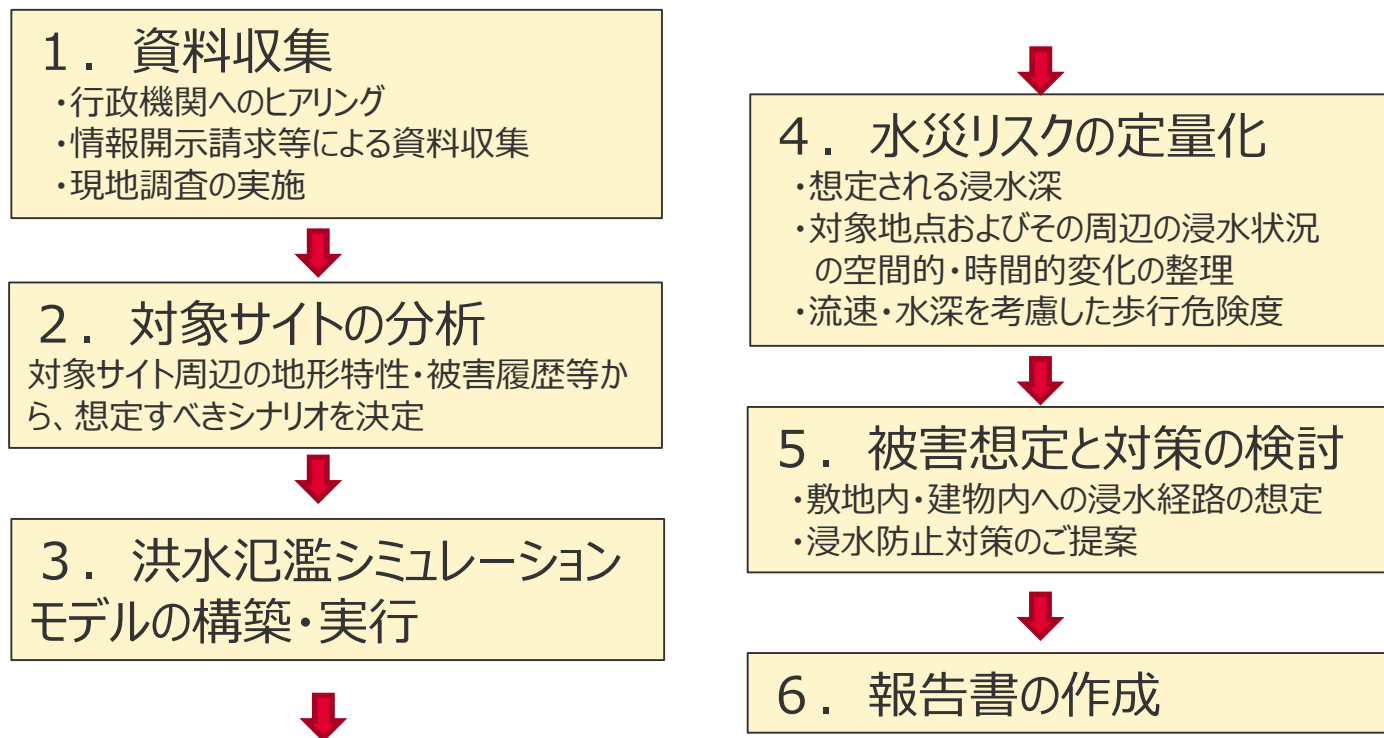 １．資料収集
・行政機関へのヒアリング
・情報開示請求等による資料収集
・現地調査の実施
２．対象サイトの分析
対象サイト周辺の地形特性・被害履歴等か
ら、想定すべきシナリオを決定
３．洪水氾濫シミュレーション
モデルの構築・実行
４．水災リスクの定量化
・想定される浸水深
・対象地点およびその周辺の浸水状況
の空間的・時間的変化の整理
・流速・水深を考慮した歩行危険度
５．被害想定と対策の検討
・敷地内・建物内への浸水経路の想定
・浸水防止対策のご提案
６．報告書の作成